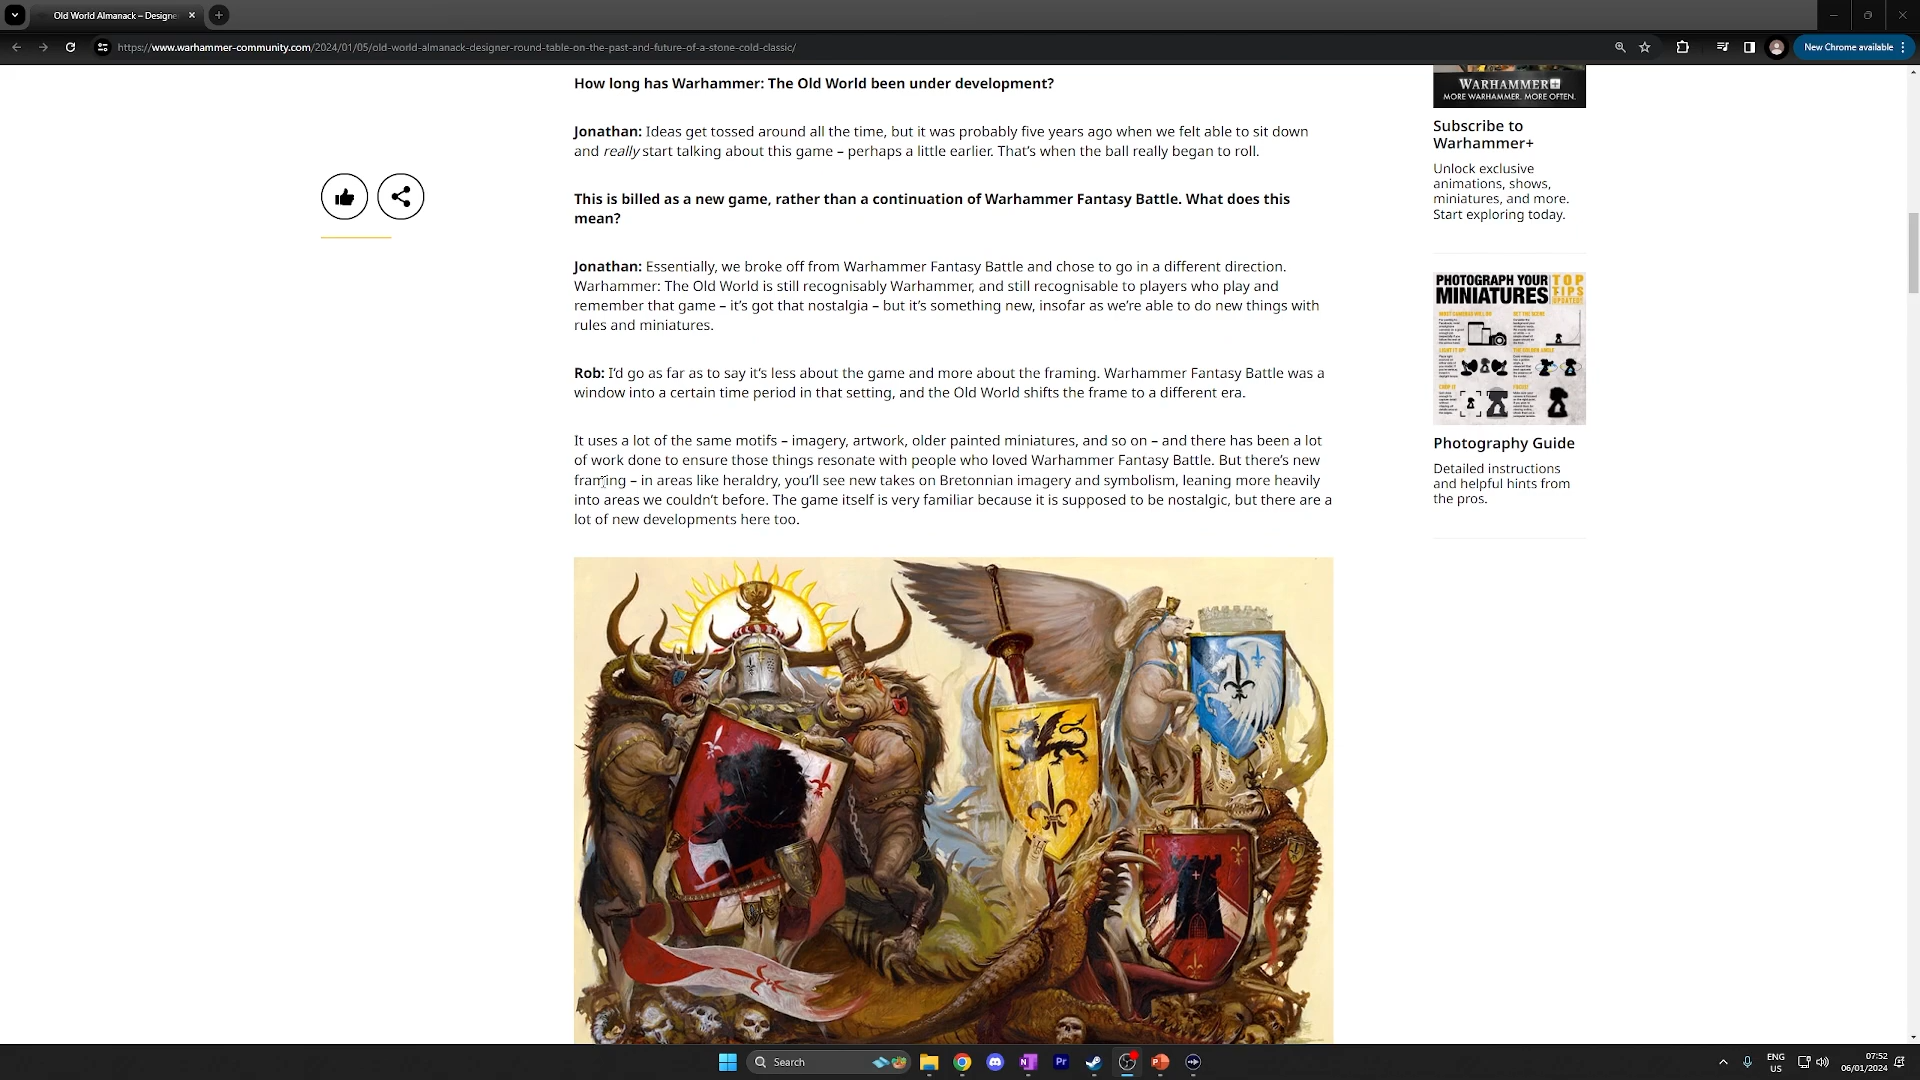 Old World Almanack – Designe
https://www.warhammer-community.com/2024/01/05/old-world-almanack-designer-round-table-on-the-past-and-future-of-a-stone-cold-classic/
New Chrome available
How long has Warhammer: The Old World been under development?
Jonathan: Ideas get tossed around all the time, but it was probably five years ago when we felt able to sit down
and really start talking about this game – perhaps a little earlier. That's when the ball really began to roll.
This is billed as a new game, rather than a continuation of Warhammer Fantasy Battle. What does this
mean?
Jonathan: Essentially, we broke off from Warhammer Fantasy Battle and chose to go in a different direction.
Warhammer: The Old World is still recognisably Warhammer, and still recognisable to players who play and
remember that game – it's got that nostalgia – but it's something new, insofar as we're able to do new things with
rules and miniatures.
Rob: I'd go as far as to say it's less about the game and more about the framing. Warhammer Fantasy Battle was a
window into a certain time period in that setting, and the Old World shifts the frame to a different era.
It uses a lot of the same motifs – imagery, artwork, older painted miniatures, and so on – and there has been a lot
of work done to ensure those things resonate with people who loved Warhammer Fantasy Battle. But there's new
framing – in areas like heraldry, you'll see new takes on Bretonnian imagery and symbolism, leaning more heavily
into areas we couldn't before. The game itself is very familiar because it is supposed to be nostalgic, but there are a
lot of new developments here too.
WARHAMMER+
MORE WARHAMMER. MORE OFTEN.
Subscribe to
Warhammer+
Unlock exclusive
animations, shows,
miniatures, and more.
Start exploring today.
PHOTOGRAPH YOUR
MINIATURES
TOP
TIPS
UPDATED!
Photography Guide
Detailed instructions
and helpful hints from
the pros.
Search
Pr
ENG
US
07:52
06/01/2024